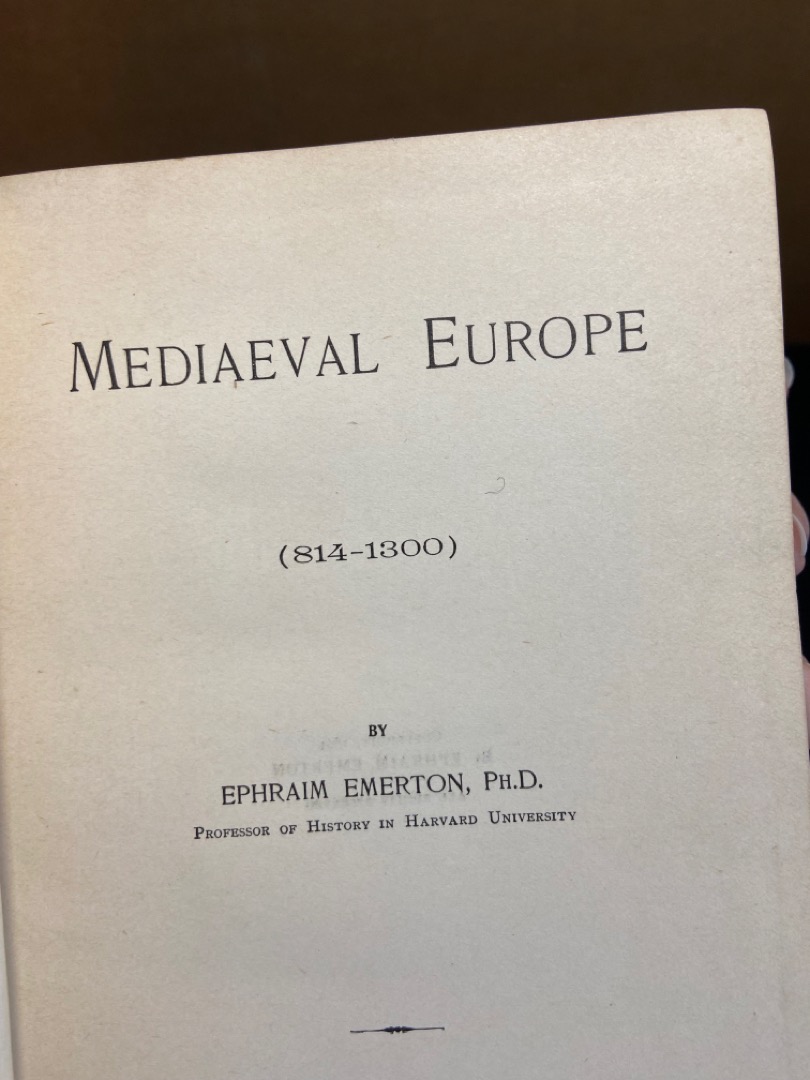 MEDIAEVAL EUROPE
(814-1300)
BY
EPHRAIM EMERTON, PH.D.
PROFESSOR OF HISTORY IN HARVARD UNIVERSITY